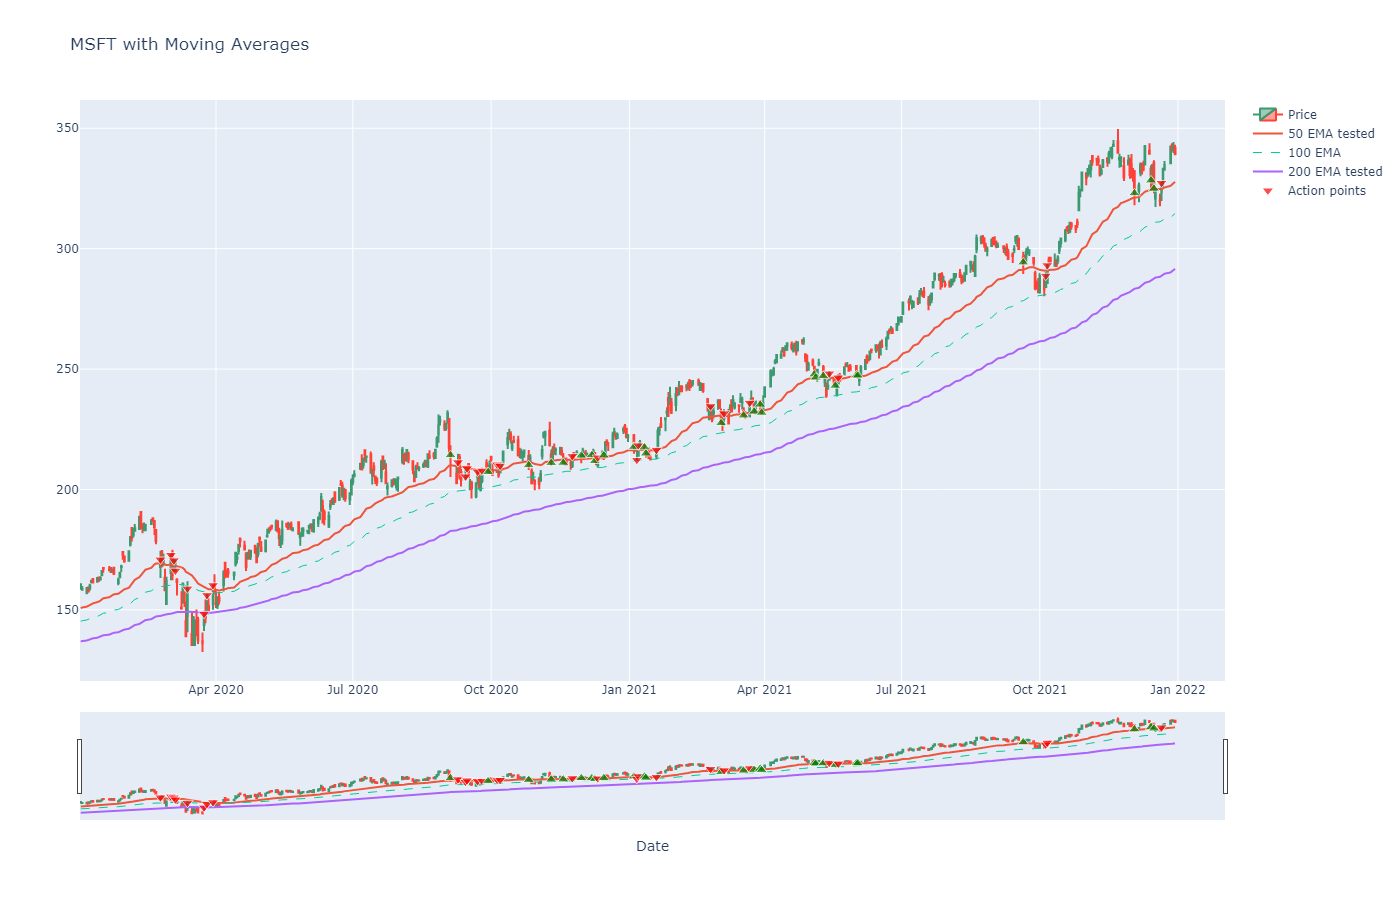 MSFT with Moving Averages
Price
50 EMA tested
100 EMA
200 EMA tested
Action points
350
300
250
200
150
Apr 2020
Jul 2020
Oct 2020
Jan 2021
Apr 2021
Jul 2021
Oct 2021
Jan 2022
Date